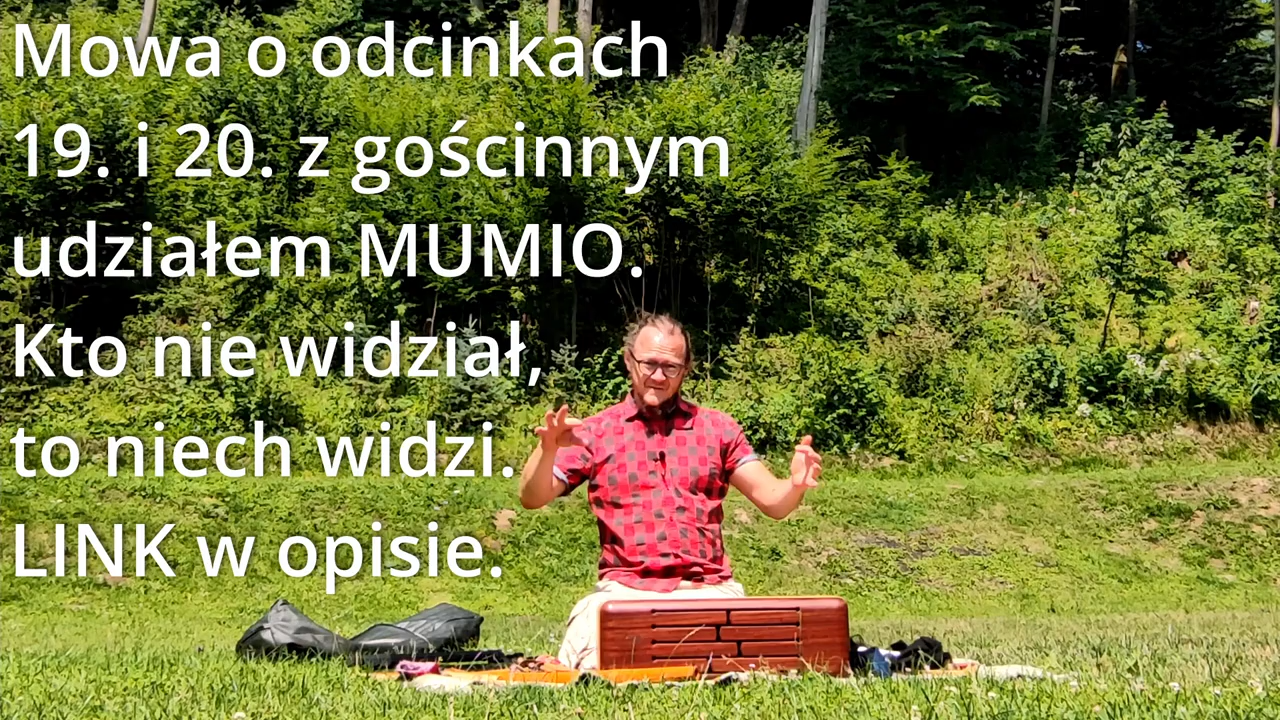 Mowa o odcinkach
19. i 20. z gościnnym
udziałem MUMIO.
Kto nie widział,
to niech widzi.
LINK w opisie.